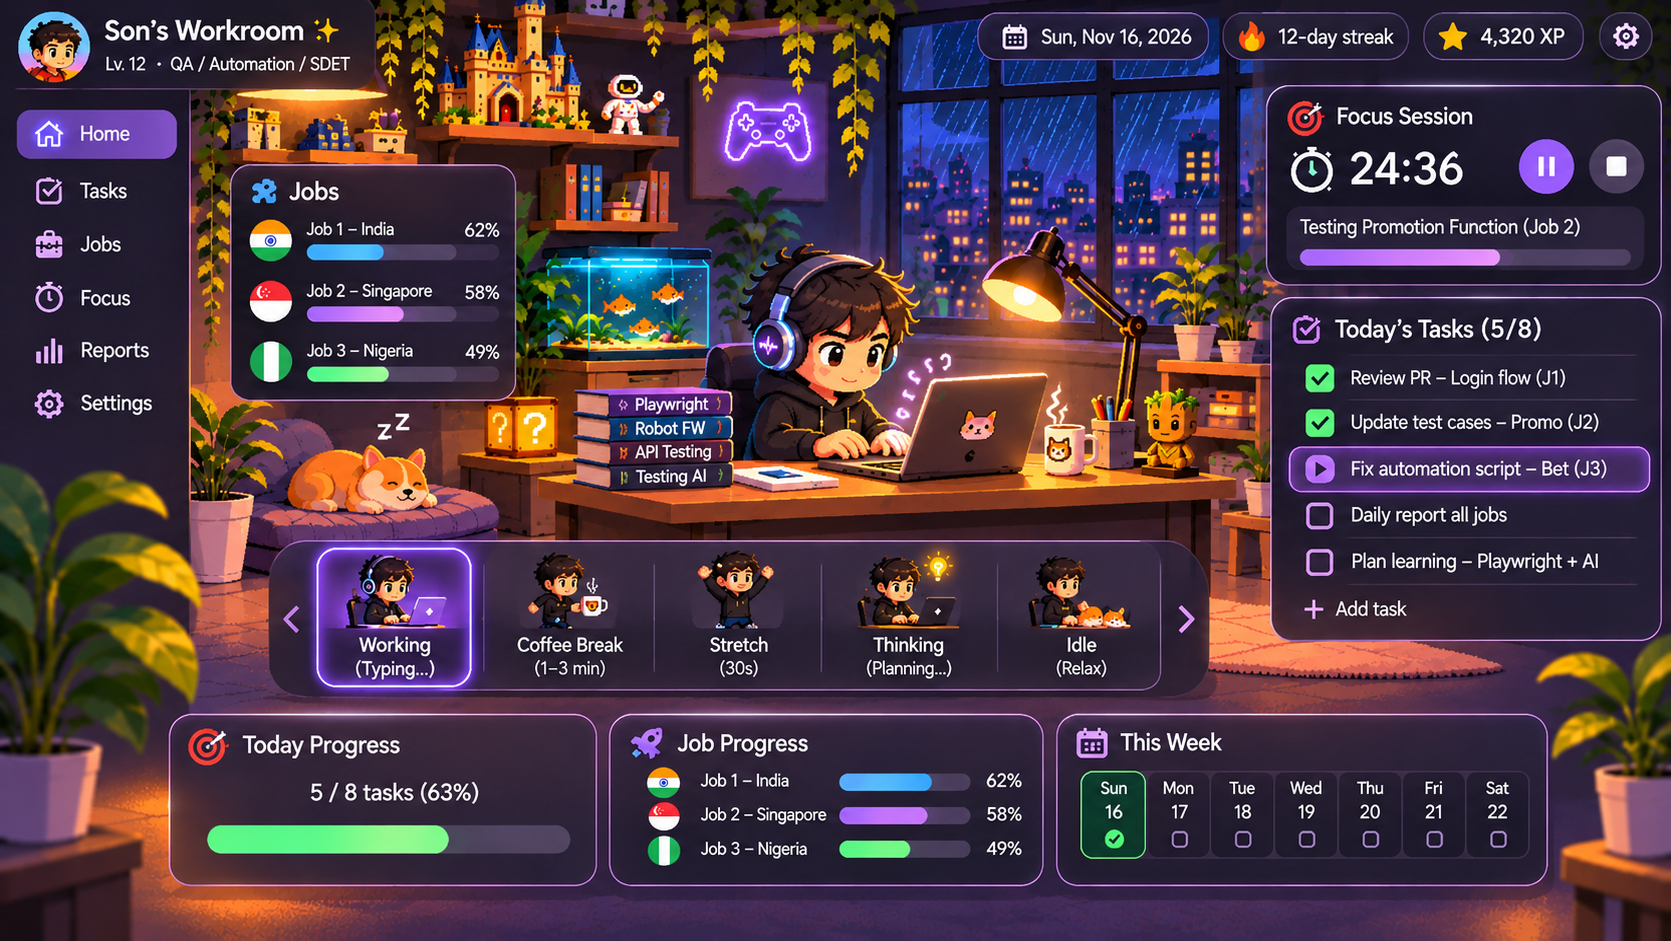 Son's Workroom
Lv. 12 • QA / Automation / SDET
Sun, Nov 16, 2026
12-day streak
4,320 XP
Home
Tasks
Jobs
Focus
Reports
Settings
Jobs
Job 1 – India 62%
Job 2 – Singapore 58%
Job 3 – Nigeria 49%
Focus Session
24:36
Testing Promotion Function (Job 2)
Today's Tasks (5/8)
Review PR – Login flow (J1)
Update test cases – Promo (J2)
Fix automation script – Bet (J3)
Daily report all jobs
Plan learning – Playwright + AI
+ Add task
z Z
? ?
Playwright
Robot FW
API Testing
Testing AI
Working
(Typing...)
Coffee Break
(1–3 min)
Stretch
(30s)
Thinking
(Planning...)
Idle
(Relax)
Today Progress
5 / 8 tasks (63%)
Job Progress
Job 1 – India 62%
Job 2 – Singapore 58%
Job 3 – Nigeria 49%
This Week
Sun Mon Tue Wed Thu Fri Sat
16 17 18 19 20 21 22